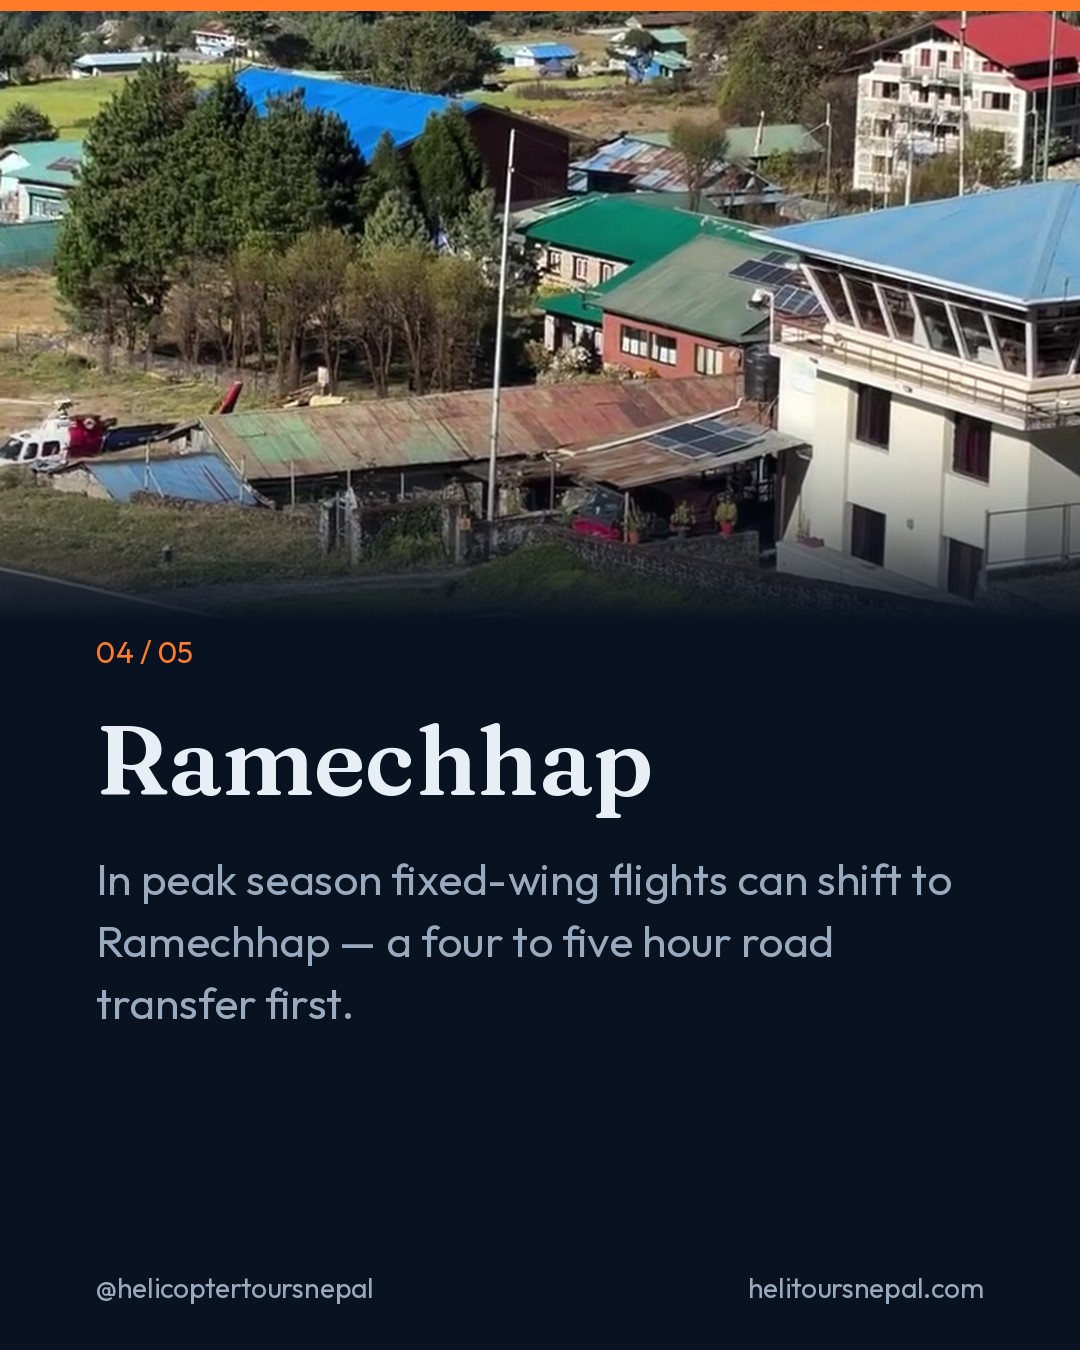 04 / 05
Ramechhap
In peak season fixed-wing flights can shift to
Ramechhap — a four to five hour road
transfer first.
@helicoptertoursnepal
helitoursnepal.com